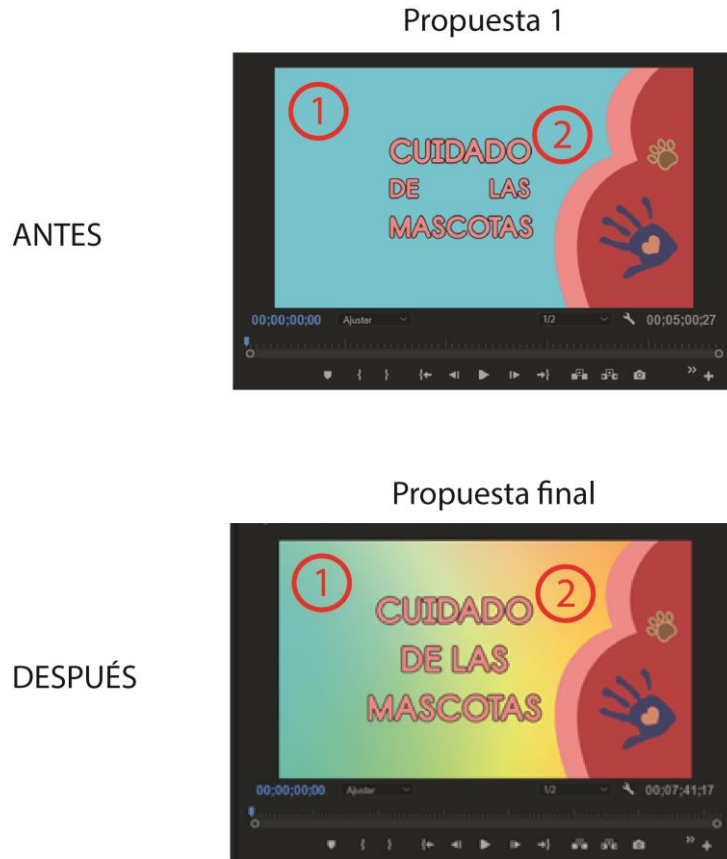 Propuesta 1
1
2
CUIDADO
DE LAS
MASCOTAS
ANTES
00;00;00;00 Ajustar 1/2 00;05;00;27
Propuesta final
1
2
CUIDADO
DE LAS
MASCOTAS
DESPUÉS
00;00;00;00 Ajustar 1/2 00;07;41;17